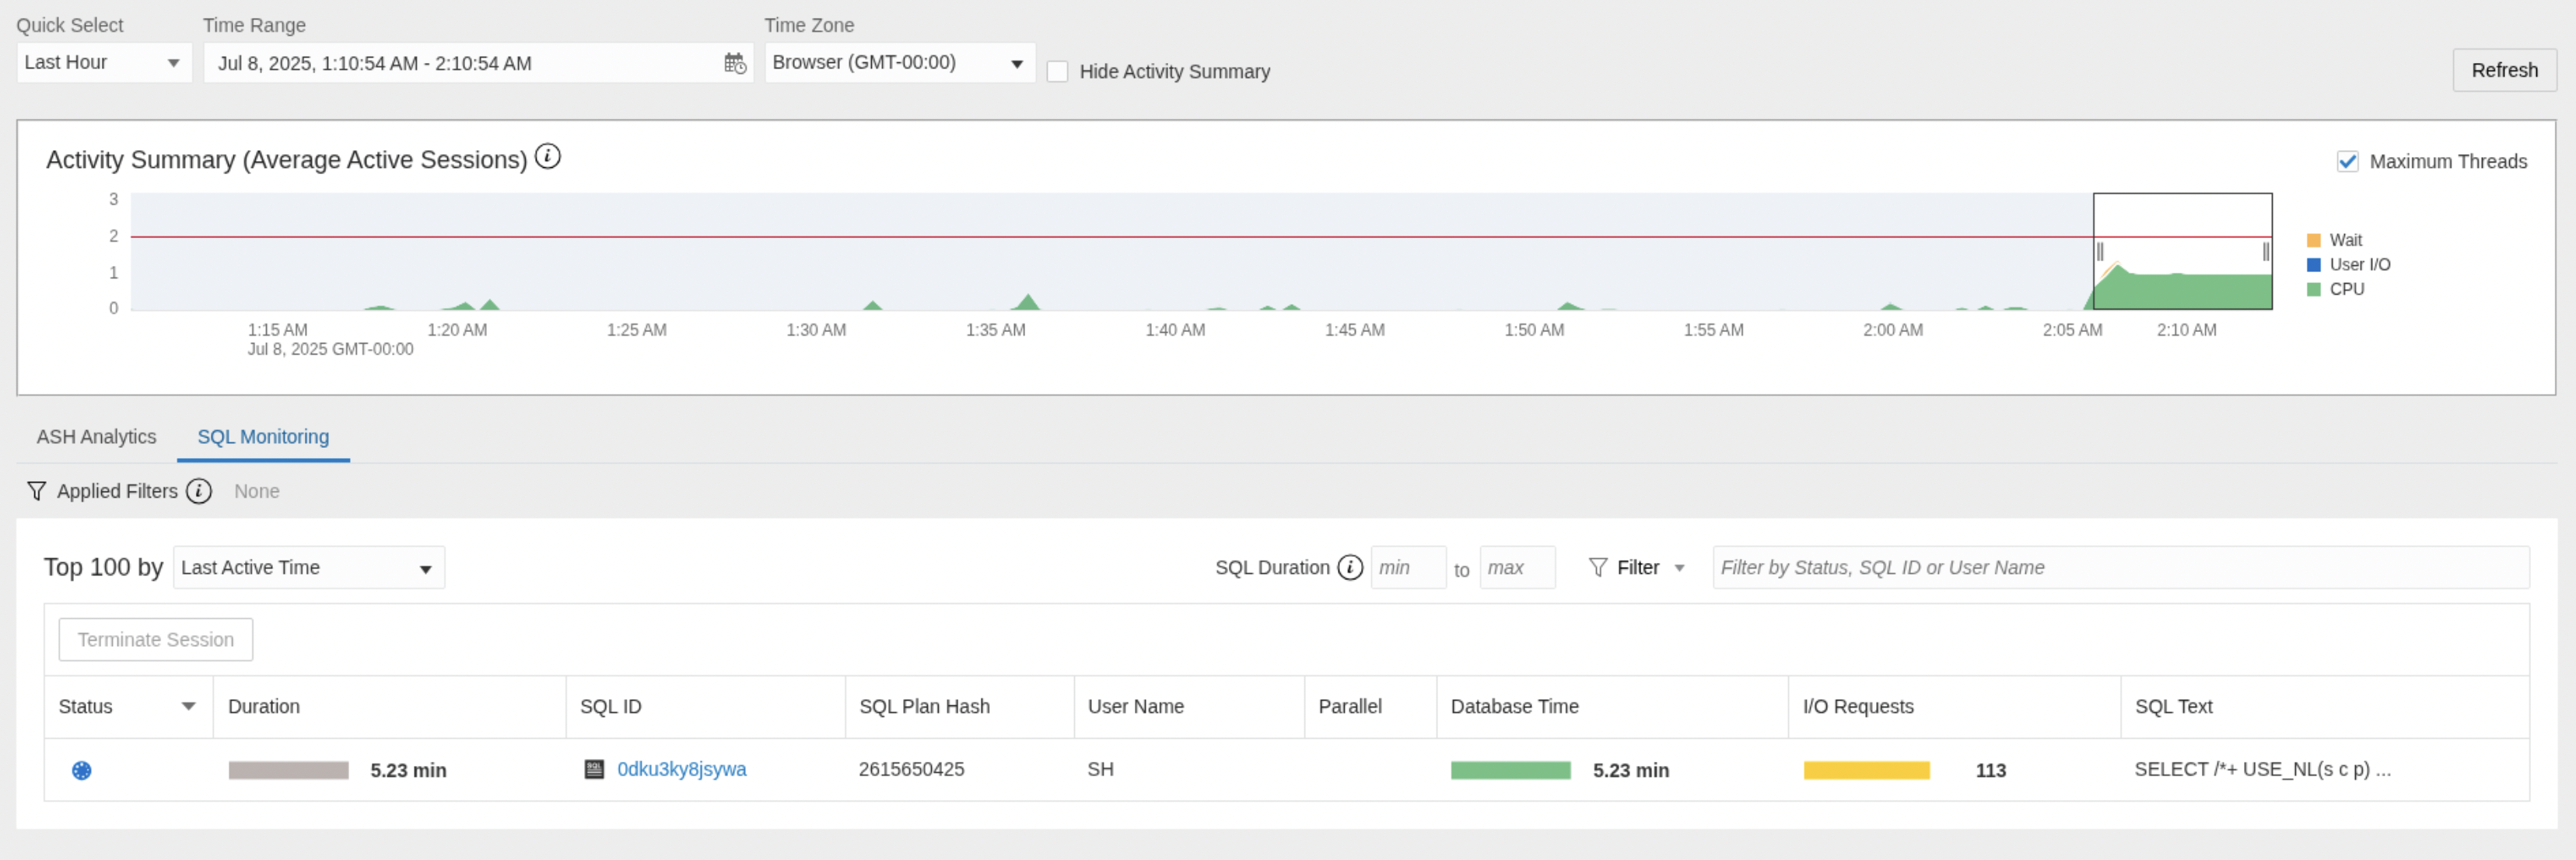 Quick Select Time Range Time Zone
Last Hour Jul 8, 2025, 1:10:54 AM - 2:10:54 AM Browser (GMT-00:00) Hide Activity Summary Refresh
Activity Summary (Average Active Sessions) i Maximum Threads
3
2
1
0
Wait
User I/O
CPU
1:15 AM 1:20 AM 1:25 AM 1:30 AM 1:35 AM 1:40 AM 1:45 AM 1:50 AM 1:55 AM 2:00 AM 2:05 AM 2:10 AM
Jul 8, 2025 GMT-00:00
ASH Analytics SQL Monitoring
Applied Filters i None
Top 100 by Last Active Time SQL Duration i min to max Filter Filter by Status, SQL ID or User Name
Terminate Session
Status Duration SQL ID SQL Plan Hash User Name Parallel Database Time I/O Requests SQL Text
5.23 min SQL 0dku3ky8jsywa 2615650425 SH 5.23 min 113 SELECT /*+ USE_NL(s c p) ...